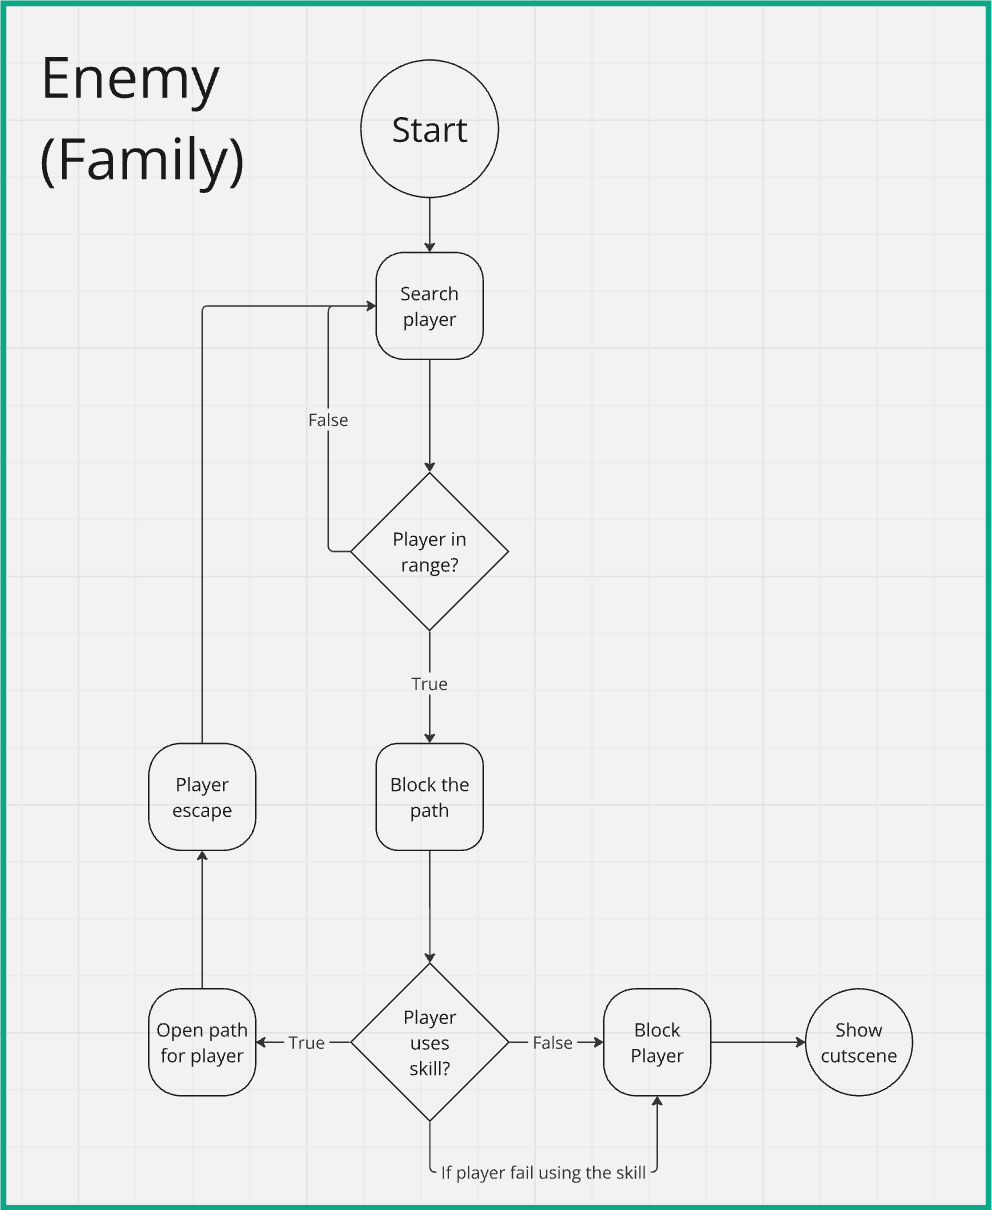 Enemy
(Family)
Start
Search
player
False
Player in
range?
True
Player
escape
Block the
path
Open path
for player
True
Player
uses
skill?
False
Block
Player
Show
cutscene
If player fail using the skill